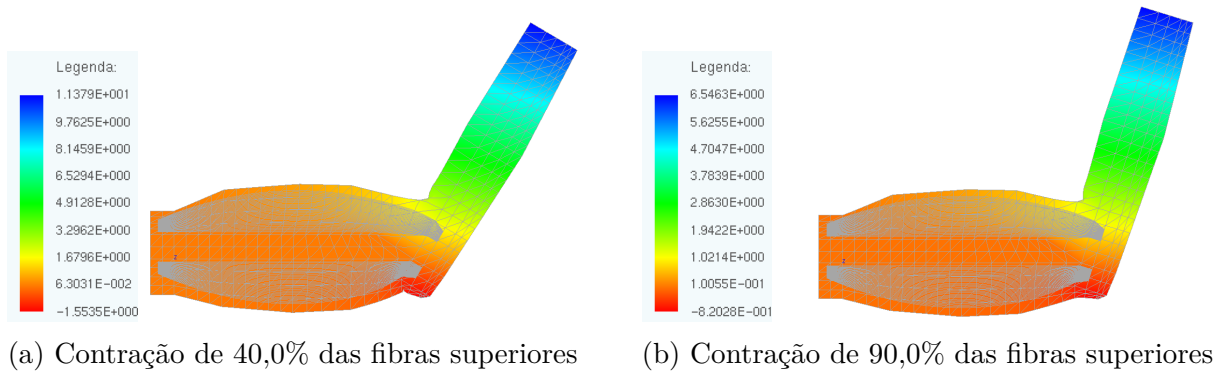 Legenda:
1.1379E+001
9.7625E+000
8.1459E+000
6.5294E+000
4.9128E+000
3.2962E+000
1.6796E+000
6.3031E-002
-1.5535E+000
(a) Contração de 40,0% das fibras superiores
Legenda:
6.5463E+000
5.6255E+000
4.7047E+000
3.7839E+000
2.8630E+000
1.9422E+000
1.0214E+000
1.0055E-001
-8.2028E-001
(b) Contração de 90,0% das fibras superiores